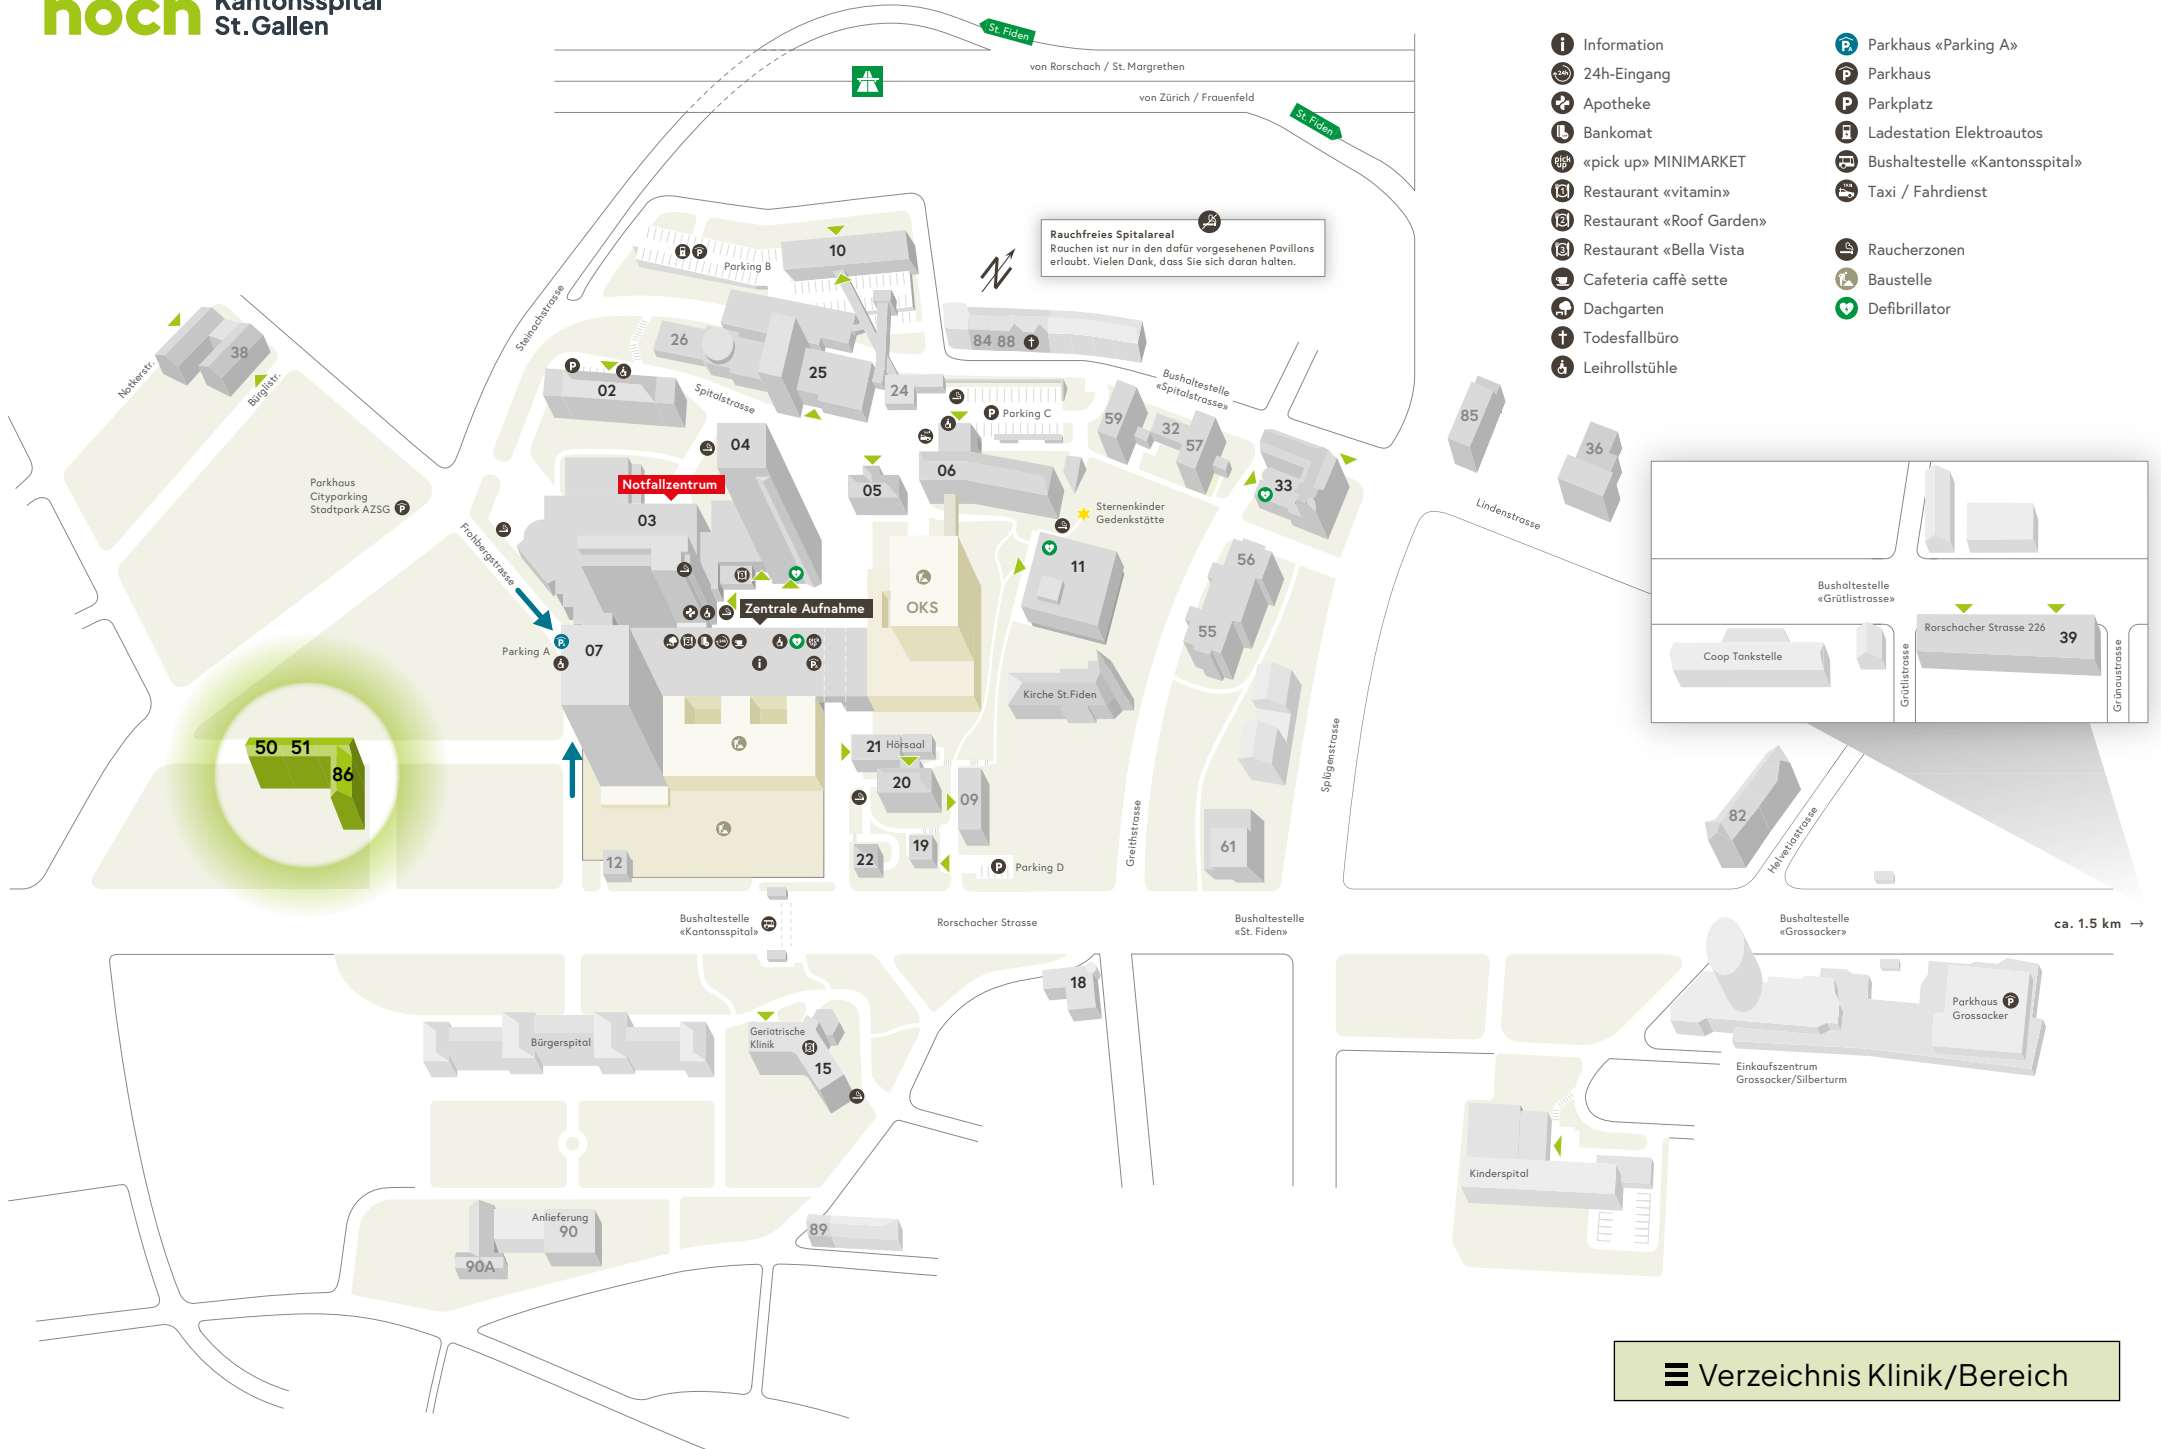 hoch Kantonsspital
St.Gallen
St. Fiden
von Rorschach / St. Margrethen
von Zürich / Frauenfeld
St. Fiden
Information
24h-Eingang
Apotheke
Bankomat
«pick up» MINIMARKET
Restaurant «vitamin»
Restaurant «Roof Garden»
Restaurant «Bella Vista
Cafeteria caffè sette
Dachgarten
Todesfallbüro
Leihrollstühle
Parkhaus «Parking A»
Parkhaus
Parkplatz
Ladestation Elektroautos
Bushaltestelle «Kantonsspital»
Taxi / Fahrdienst
Raucherzonen
Baustelle
Defibrillator
Rauchfreies Spitalareal
Rauchen ist nur in den dafür vorgesehenen Pavillons
erlaubt. Vielen Dank, dass Sie sich daran halten.
N
10
Parking B
Steinachstrasse
26
25
24
84 88
02
Spitalstrasse
38
Notkerstr.
Bürglistr.
Bushaltestelle
«Spitalstrasse»
Parking C
59
32
57
85
36
04
06
05
33
Notfallzentrum
03
Parkhaus
Cityparking
Stadtpark AZSG
Frohbergstrasse
Sternenkinder
Gedenkstätte
Lindenstrasse
11
56
55
OKS
Zentrale Aufnahme
Parking A
07
Kirche St.Fiden
Bushaltestelle
«Grütlistrasse»
Rorschacher Strasse 226
39
Coop Tankstelle
Grütlistrasse
Grünaustrasse
50 51
86
21 Hörsaal
20
09
19
22
12
Parking D
Greithstrasse
Splügenstrasse
61
82
Helvetiastrasse
Bushaltestelle
«Kantonsspital»
Rorschacher Strasse
Bushaltestelle
«St. Fiden»
Bushaltestelle
«Grossacker»
ca. 1.5 km →
18
Bürgerspital
Geriatrische
Klinik
15
Parkhaus
Grossacker
Einkaufszentrum
Grossacker/Silberturm
Kinderspital
Anlieferung
90
90A
89
Verzeichnis Klinik/Bereich